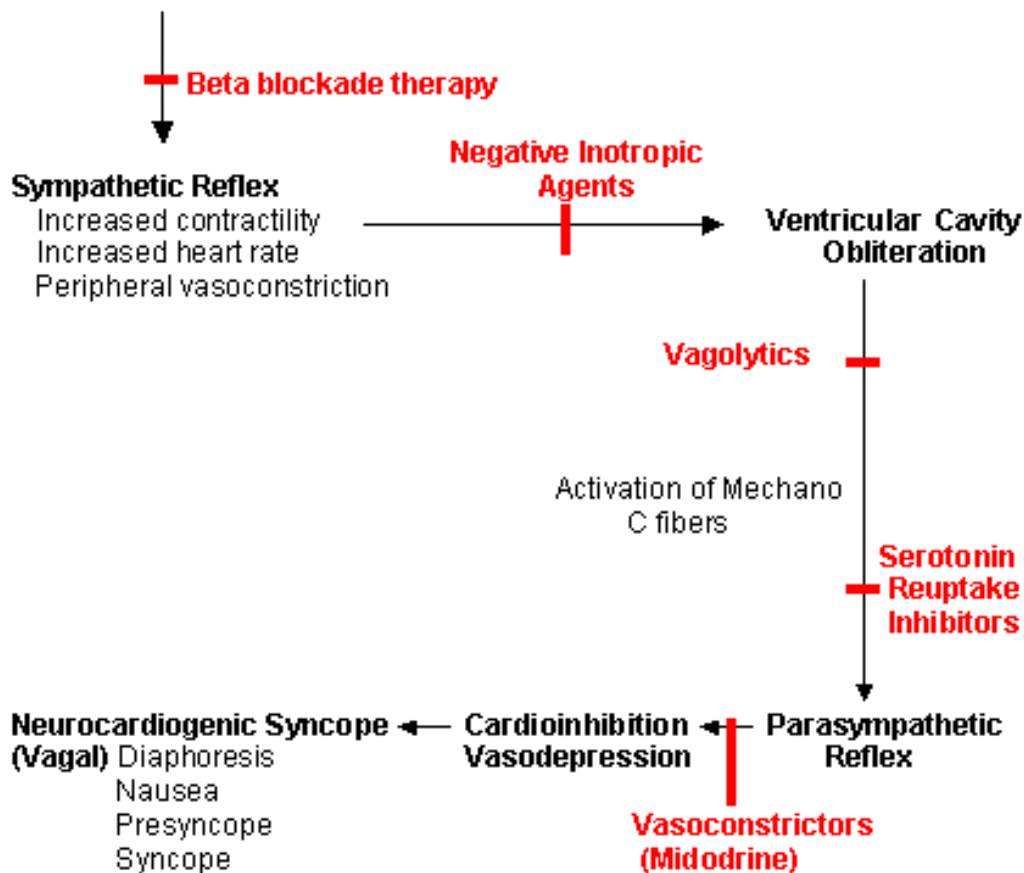 Beta blockade therapy
Negative Inotropic
Agents
Sympathetic Reflex
Increased contractility
Increased heart rate
Peripheral vasoconstriction
Ventricular Cavity
Obliteration
Vagolytics
Activation of Mechano
C fibers
Serotonin
Reuptake
Inhibitors
Parasympathetic
Reflex
Vasoconstrictors
(Midodrine)
Cardioinhibition
Vasodepression
Neurocardiogenic Syncope
(Vagal) Diaphoresis
Nausea
Presyncope
Syncope